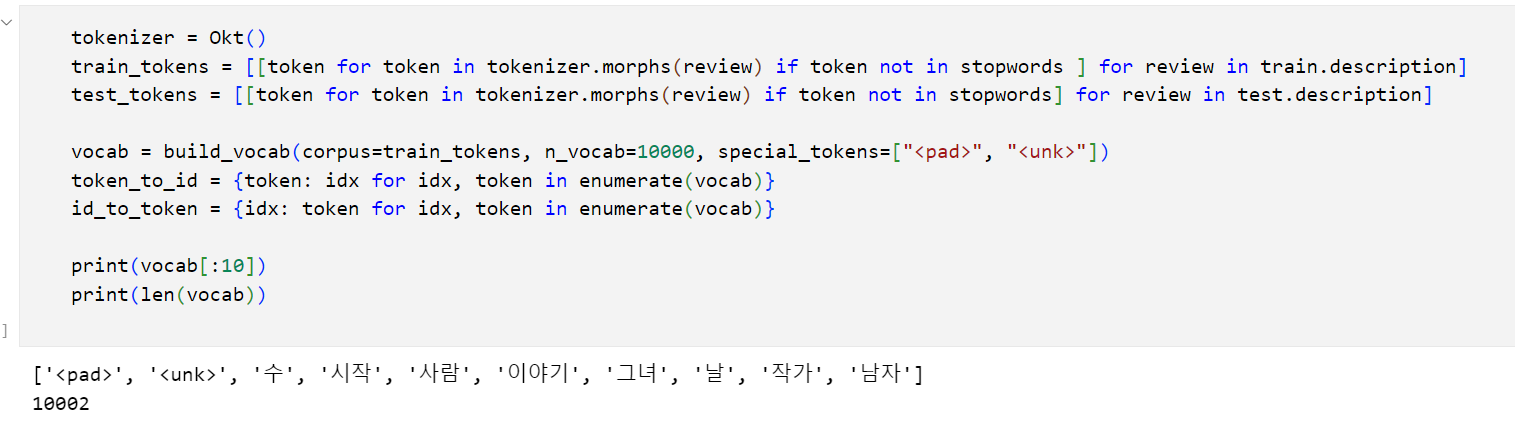 tokenizer = Okt()
train_tokens = [[token for token in tokenizer.morphs(review) if token not in stopwords ] for review in train.description]
test_tokens = [[token for token in tokenizer.morphs(review) if token not in stopwords] for review in test.description]
vocab = build_vocab(corpus=train_tokens, n_vocab=10000, special_tokens=["<pad>", "<unk>"])
token_to_id = {token: idx for idx, token in enumerate(vocab)}
id_to_token = {idx: token for idx, token in enumerate(vocab)}
print(vocab[:10])
print(len(vocab))
]
['<pad>', '<unk>', '수', '시작', '사람', '이야기', '그녀', '날', '작가', '남자']
10002